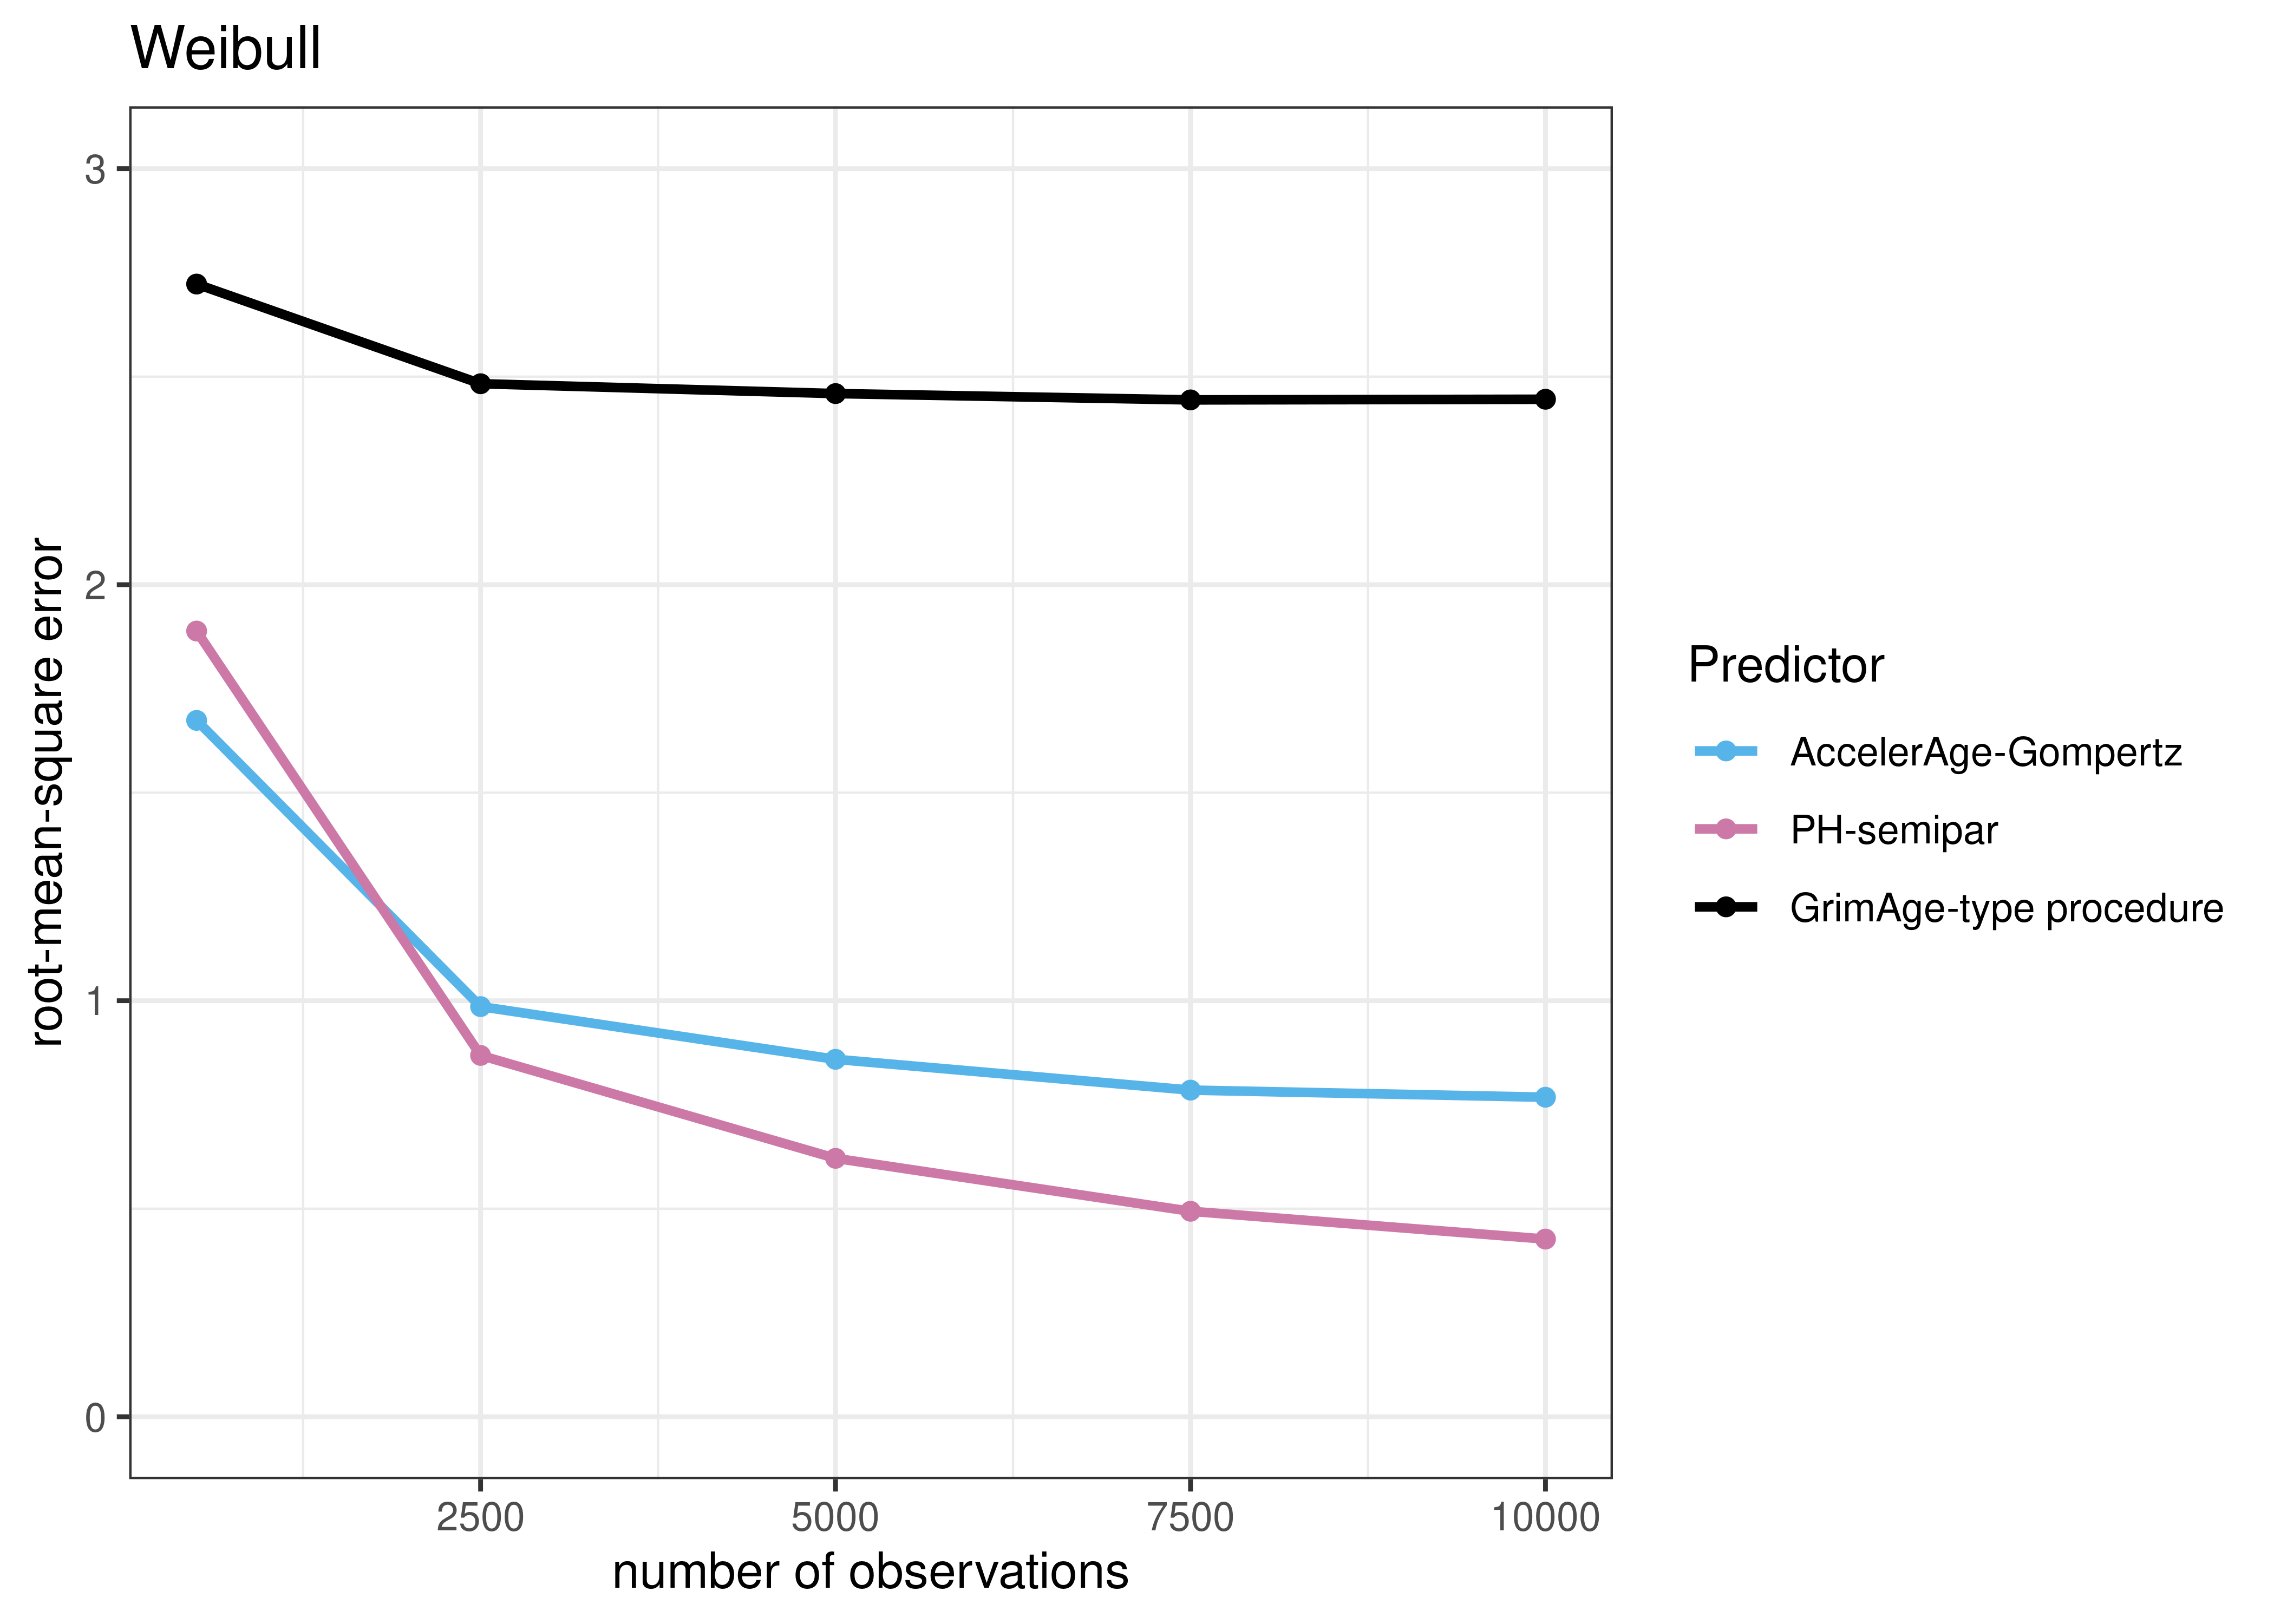 Weibull
3
2
1
0
root-mean-square error
2500
5000
7500
10000
number of observations
Predictor
AccelerAge-Gompertz
PH-semipar
GrimAge-type procedure